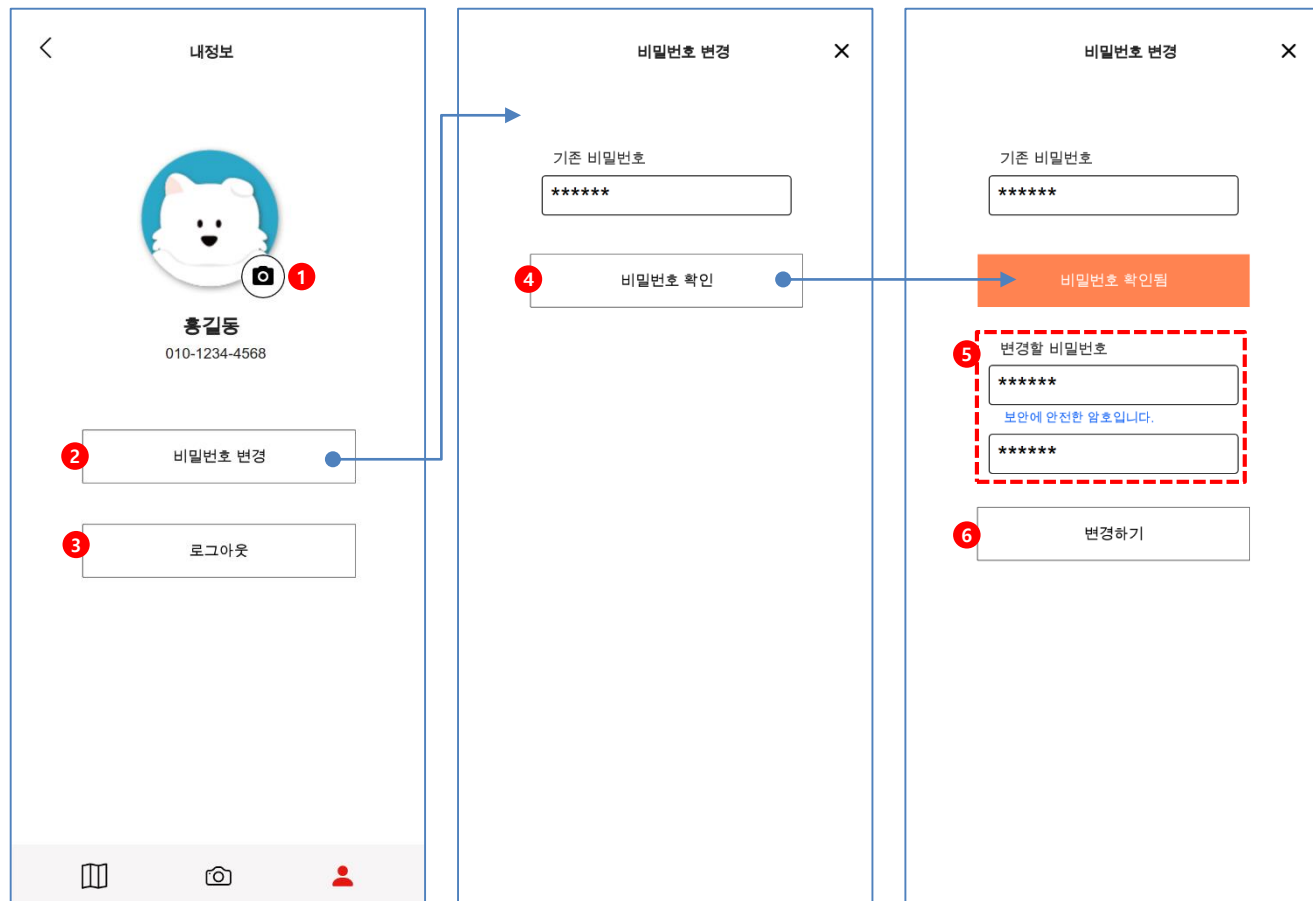 내정보
1
홍길동
010-1234-4568
2
비밀번호 변경
3
로그아웃
비밀번호 변경
기존 비밀번호
******
4
비밀번호 확인
비밀번호 변경
기존 비밀번호
******
비밀번호 확인됨
5
변경할 비밀번호
******
보안에 안전한 암호입니다.
******
6
변경하기